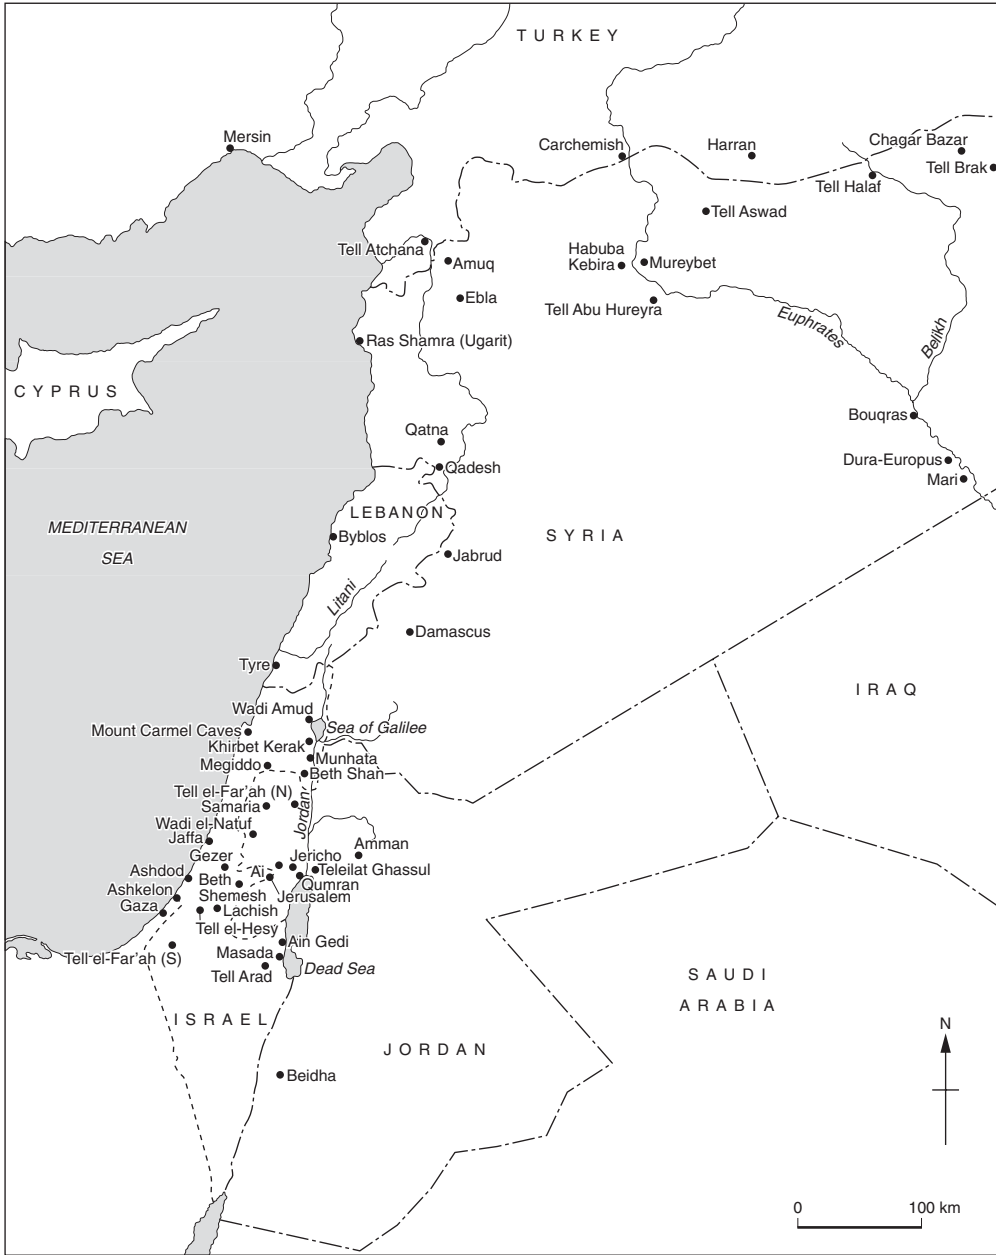 TURKEY
Mersin
Carchemish
Harran
Chagar Bazar
Tell Brak
Tell Halaf
Tell Aswad
Tell Atchana
Amuq
Habuba
Kebira
Mureybet
Ebla
Tell Abu Hureyra
Euphrates
Belikh
Ras Shamra (Ugarit)
CYPRUS
Bouqras
Qatna
Qadesh
Dura-Europus
Mari
LEBANON
MEDITERRANEAN
SEA
Byblos
SYRIA
Jabrud
Litani
Damascus
Tyre
IRAQ
Wadi Amud
Sea of Galilee
Mount Carmel Caves
Khirbet Kerak
Munhata
Megiddo
Beth Shan
Tell el-Far'ah (N)
Samaria
Jordan
Wadi el-Natuf
Jaffa
Amman
Gezer
Jericho
Ai
Teleilat Ghassul
Ashdod
Beth
Shemesh
Qumran
Jerusalem
Ashkelon
Gaza
Lachish
Tell el-Hesy
Ain Gedi
Tell el-Far'ah (S)
Masada
Dead Sea
Tell Arad
SAUDI
ARABIA
ISRAEL
JORDAN
N
Beidha
0 100 km